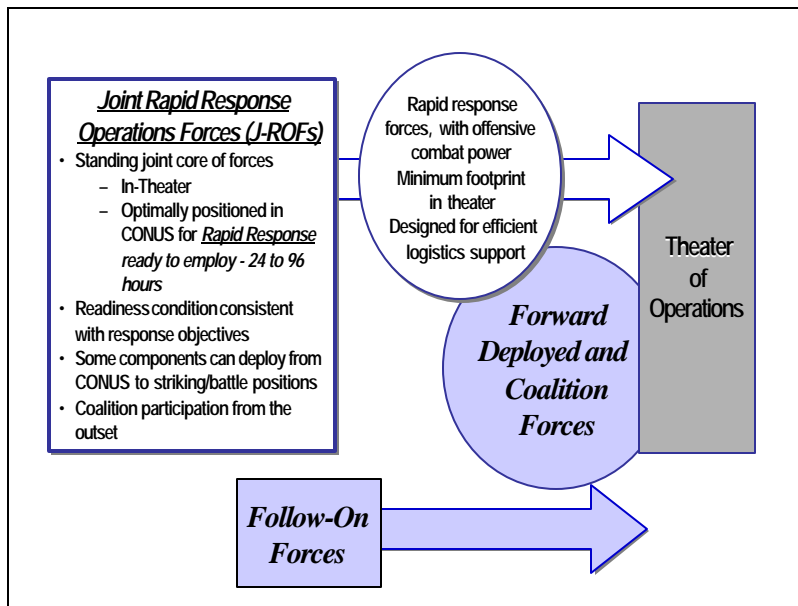 Joint Rapid Response
Operations Forces (J-ROFs)
• Standing joint core of forces
– In-Theater
– Optimally positioned in
CONUS for Rapid Response
ready to employ - 24 to 96
hours
• Readiness condition consistent
with response objectives
• Some components can deploy from
CONUS to striking/battle positions
• Coalition participation from the
outset
Rapid response
forces, with offensive
combat power
Minimum footprint
in theater
Designed for efficient
logistics support
Forward
Deployed and
Coalition
Forces
Theater
of
Operations
Follow-On
Forces